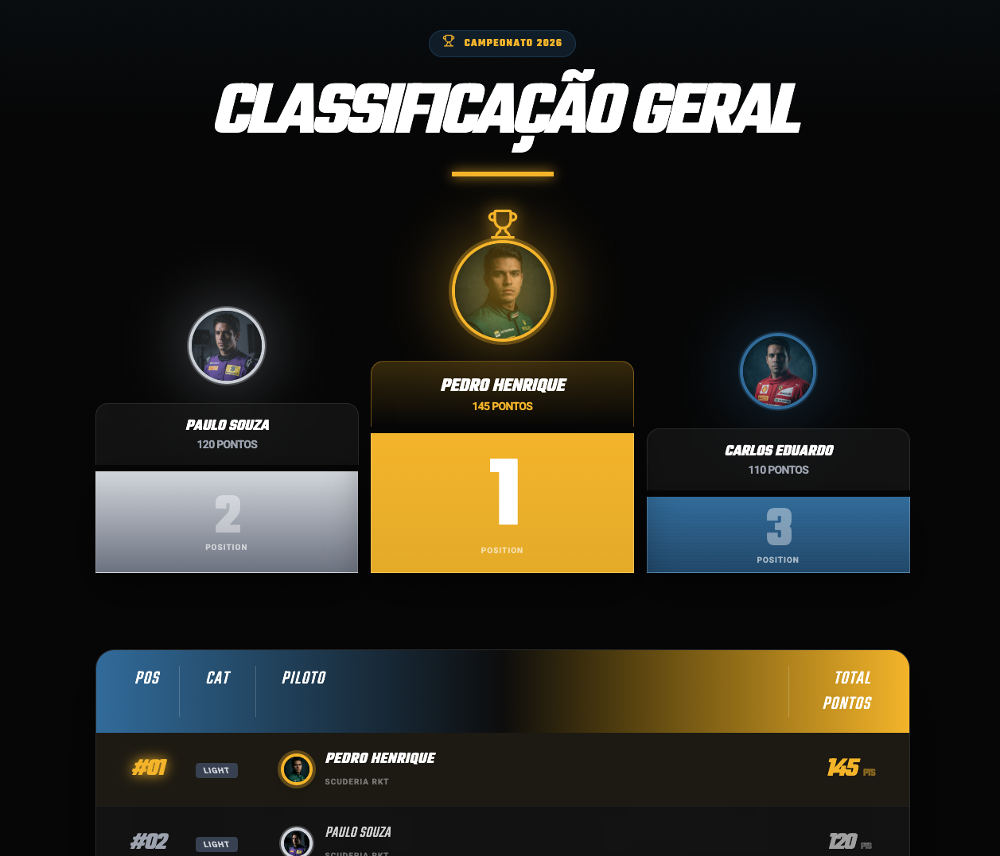 CAMPEONATO 2026
CLASSIFICAÇÃO GERAL
PEDRO HENRIQUE
145 PONTOS
PAULO SOUZA
120 PONTOS
CARLOS EDUARDO
110 PONTOS
2
POSITION
1
POSITION
3
POSITION
POS
CAT
PILOTO
TOTAL
PONTOS
#01
LIGHT
PEDRO HENRIQUE
SCUDERIA RKT
145 PTS
#02
LIGHT
PAULO SOUZA
SCUDERIA RKT
120 PTS